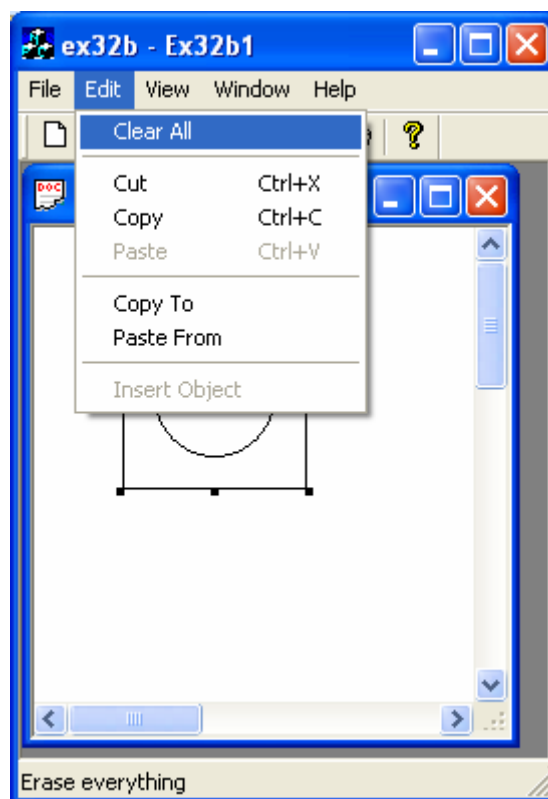 ex32b - Ex32b1
File Edit View Window Help
Clear All
DOC
Cut Ctrl+X
Copy Ctrl+C
Paste Ctrl+V
Copy To
Paste From
Insert Object
Erase everything